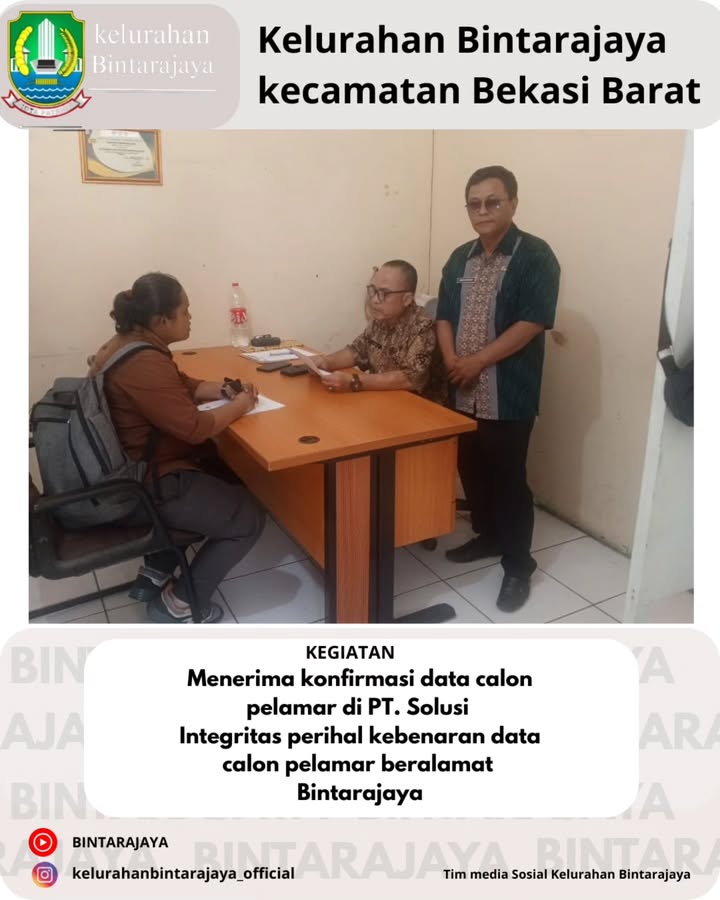 kelurahan
Bintarajaya
Kelurahan Bintarajaya
kecamatan Bekasi Barat
KEGIATAN
Menerima konfirmasi data calon
pelamar di PT. Solusi
Integritas perihal kebenaran data
calon pelamar beralamat
Bintarajaya
BINTARAJAYA
kelurahanbintarajaya_official
Tim media Sosial Kelurahan Bintarajaya